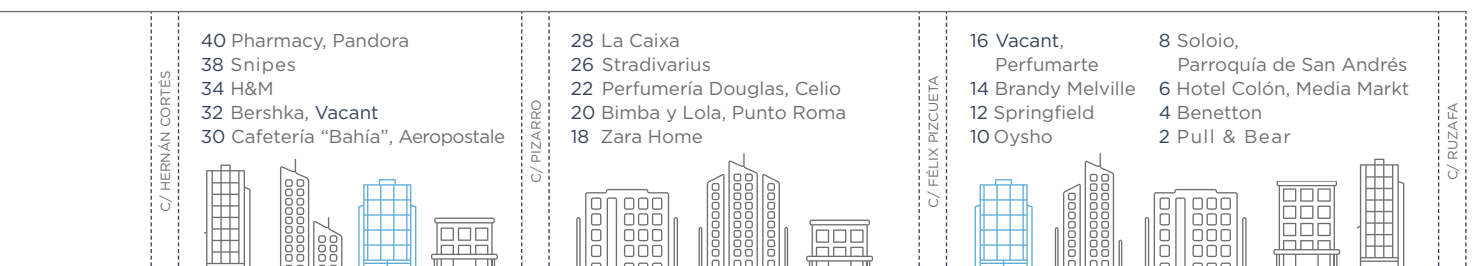 C/ HERNÁN CORTÉS
40 Pharmacy, Pandora
38 Snipes
34 H&M
32 Bershka, Vacant
30 Cafetería “Bahía”, Aeropostale
C/ PIZARRO
28 La Caixa
26 Stradivarius
22 Perfumería Douglas, Celio
20 Bimba y Lola, Punto Roma
18 Zara Home
C/ FÉLIX PIZCUETA
16 Vacant,
Perfumarte
14 Brandy Melville
12 Springfield
10 Oysho
8 Soloio,
Parroquía de San Andrés
6 Hotel Colón, Media Markt
4 Benetton
2 Pull & Bear
C/ RUZAFA